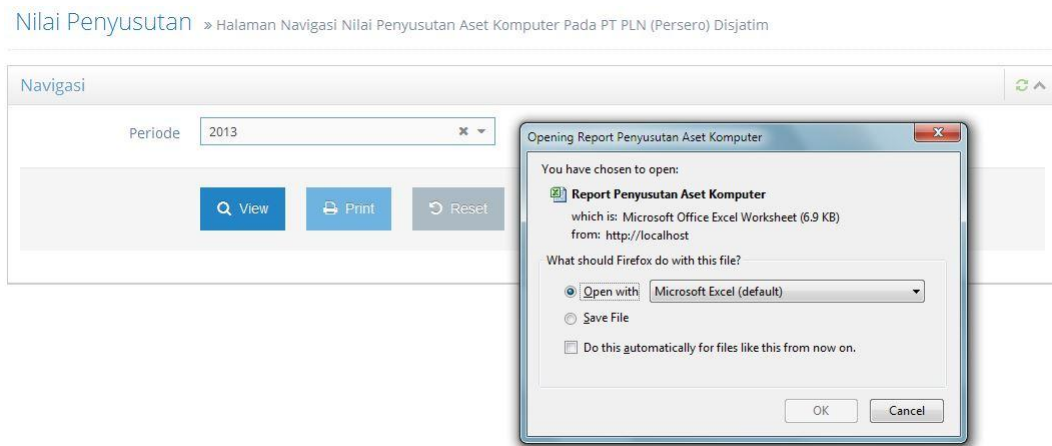 Nilai Penyusutan » Halaman Navigasi Nilai Penyusutan Aset Komputer Pada PT PLN (Persero) Disjatim
Navigasi
Periode 2013
View Print Reset
Opening Report Penyusutan Aset Komputer
You have chosen to open:
Report Penyusutan Aset Komputer
which is: Microsoft Office Excel Worksheet (6.9 KB)
from: http://localhost
What should Firefox do with this file?
Open with Microsoft Excel (default)
Save File
Do this automatically for files like this from now on.
OK Cancel